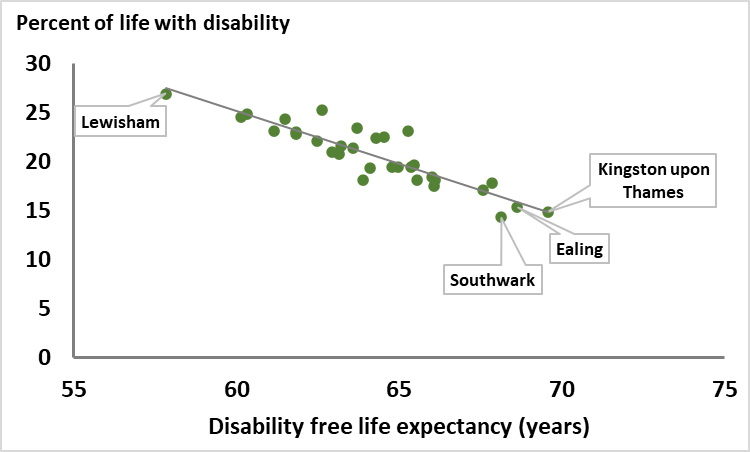 Percent of life with disability
30
25
20
15
10
5
0
Lewisham
Kingston upon
Thames
Ealing
Southwark
55 60 65 70 75
Disability free life expectancy (years)